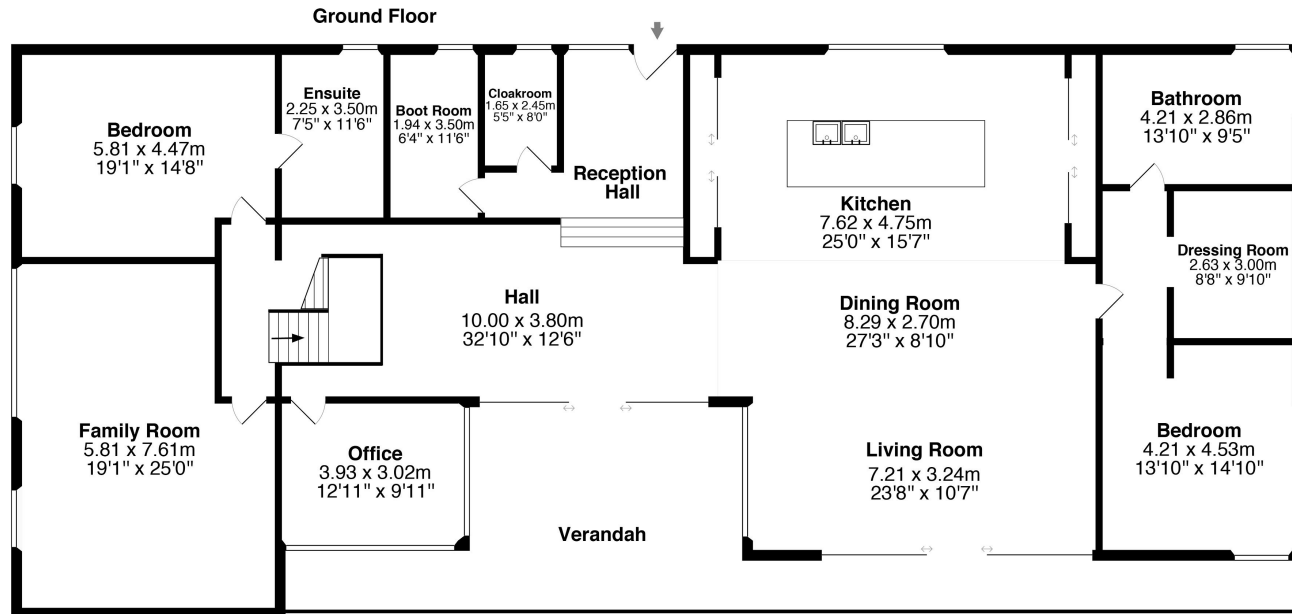 Ground Floor
Bedroom
5.81 x 4.47m
19'1" x 14'8"
Ensuite
2.25 x 3.50m
7'5" x 11'6"
Boot Room
1.94 x 3.50m
6'4" x 11'6"
Cloakroom
1.65 x 2.45m
5'5" x 8'0"
Reception
Hall
Kitchen
7.62 x 4.75m
25'0" x 15'7"
Bathroom
4.21 x 2.86m
13'10" x 9'5"
Dressing Room
2.63 x 3.00m
8'8" x 9'10"
Hall
10.00 x 3.80m
32'10" x 12'6"
Dining Room
8.29 x 2.70m
27'3" x 8'10"
Family Room
5.81 x 7.61m
19'1" x 25'0"
Office
3.93 x 3.02m
12'11" x 9'11"
Living Room
7.21 x 3.24m
23'8" x 10'7"
Bedroom
4.21 x 4.53m
13'10" x 14'10"
Verandah